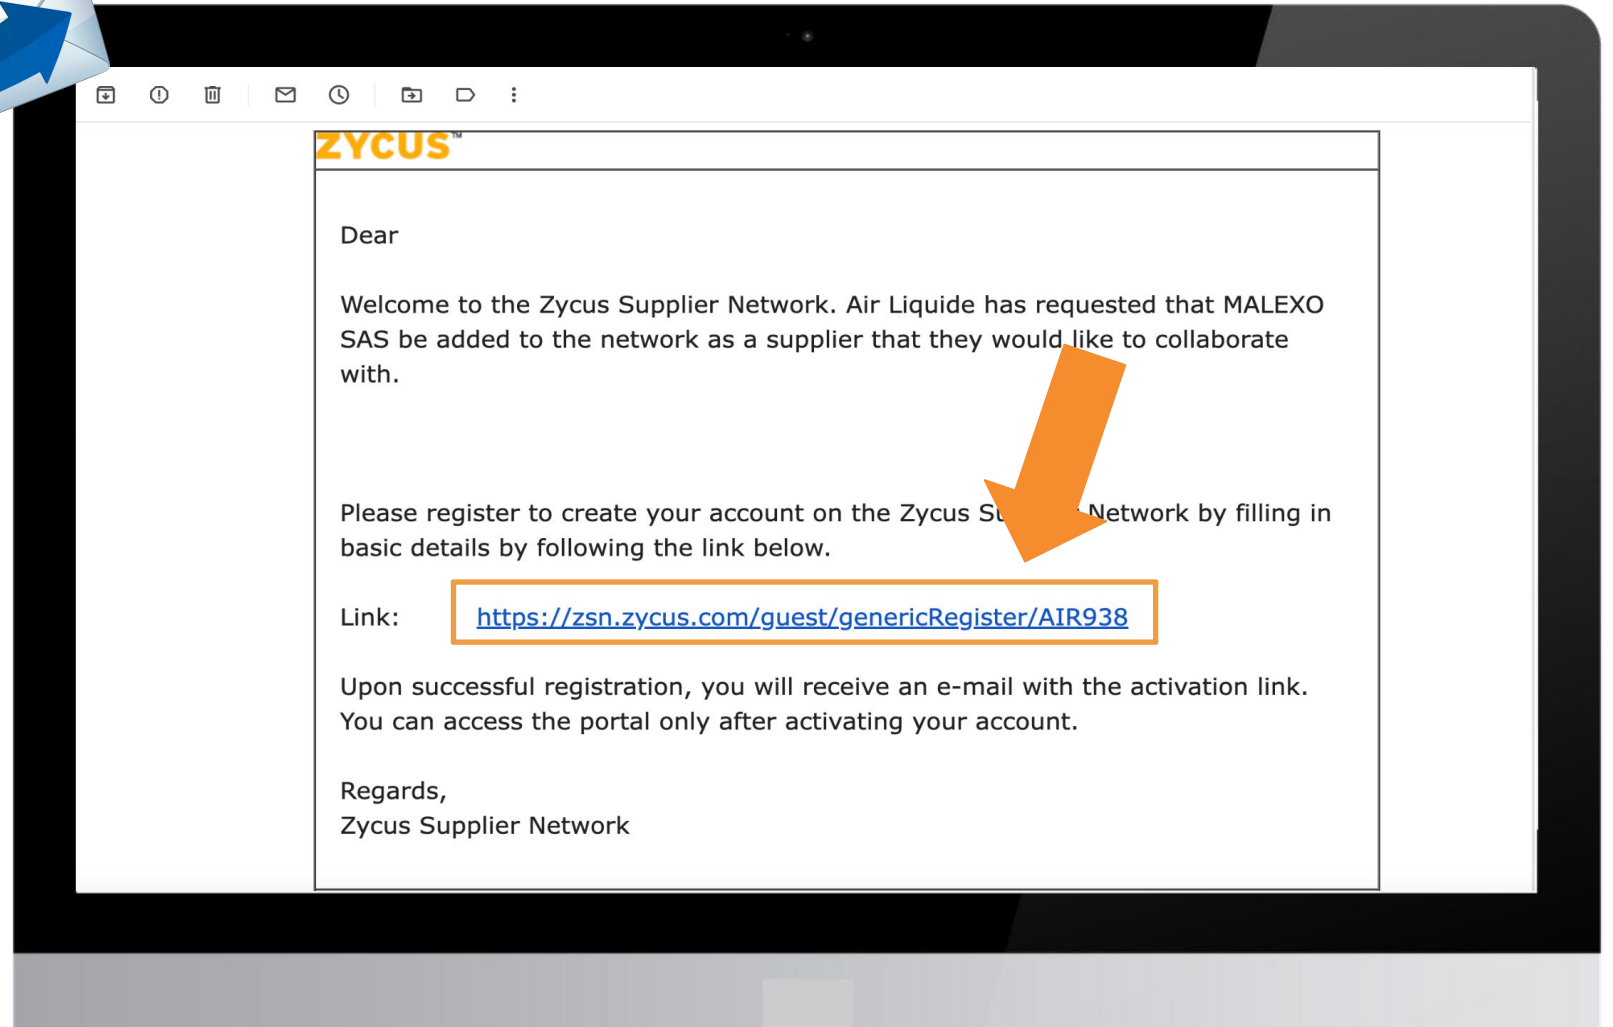 ZYCUS™
Dear
Welcome to the Zycus Supplier Network. Air Liquide has requested that MALEXO
SAS be added to the network as a supplier that they would like to collaborate
with.
Please register to create your account on the Zycus Network by filling in
basic details by following the link below.
Link: https://zsn.zycus.com/guest/genericRegister/AIR938
Upon successful registration, you will receive an e-mail with the activation link.
You can access the portal only after activating your account.
Regards,
Zycus Supplier Network